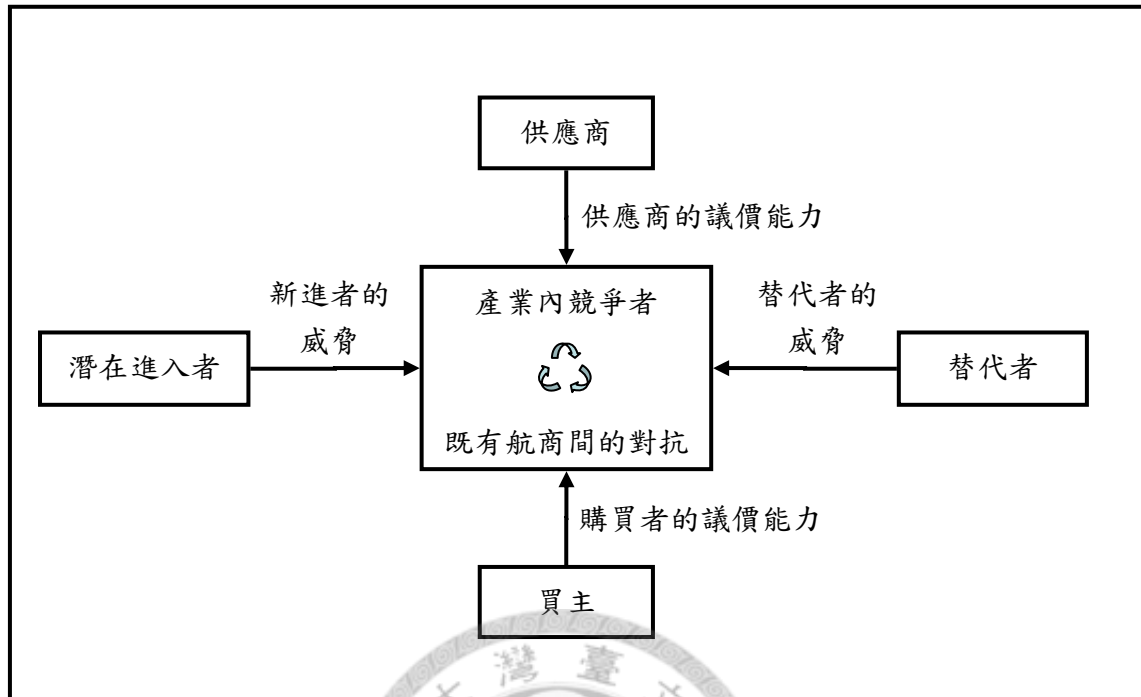 供應商
供應商的議價能力
新進者的
威脅
產業內競爭者
替代者的
威脅
潛在進入者
替代者
既有航商間的對抗
購買者的議價能力
買主
灣 臺